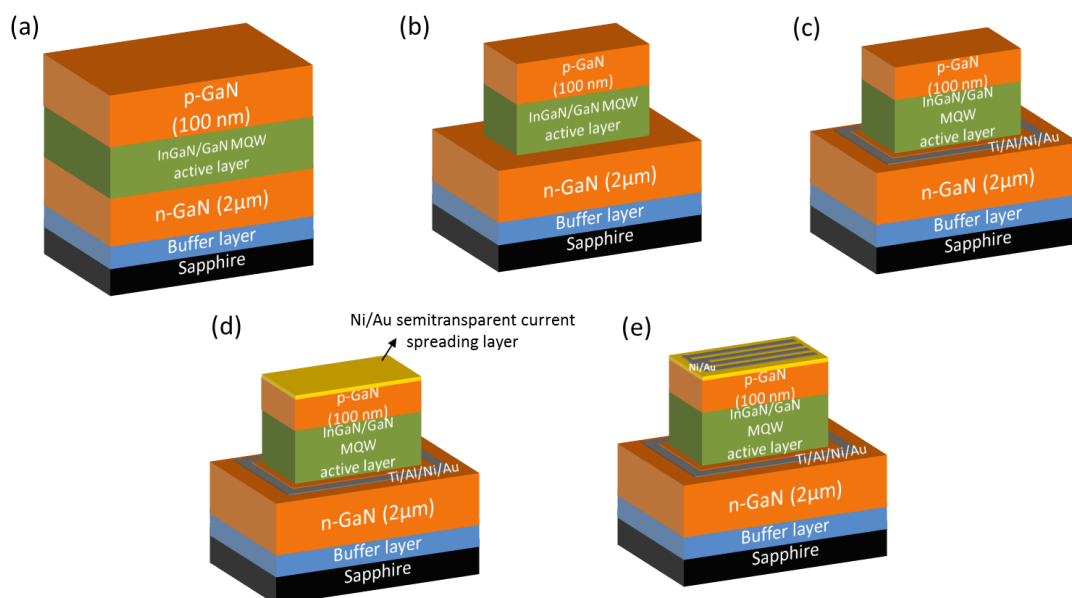 (a)
p-GaN
(100 nm)
InGaN/GaN MQW
active layer
n-GaN (2μm)
Buffer layer
Sapphire
(b)
p-GaN
(100 nm)
InGaN/GaN MQW
active layer
n-GaN (2μm)
Buffer layer
Sapphire
(c)
p-GaN
(100 nm)
InGaN/GaN
MQW
active layer
Ti/Al/Ni/Au
n-GaN (2μm)
Buffer layer
Sapphire
(d)
Ni/Au semitransparent current
spreading layer
p-GaN
(100 nm)
InGaN/GaN
MQW
active layer
Ti/Al/Ni/Au
n-GaN (2μm)
Buffer layer
Sapphire
(e)
Ni/Au
p-GaN
(100 nm)
InGaN/GaN
MQW
active layer
Ti/Al/Ni/Au
n-GaN (2μm)
Buffer layer
Sapphire